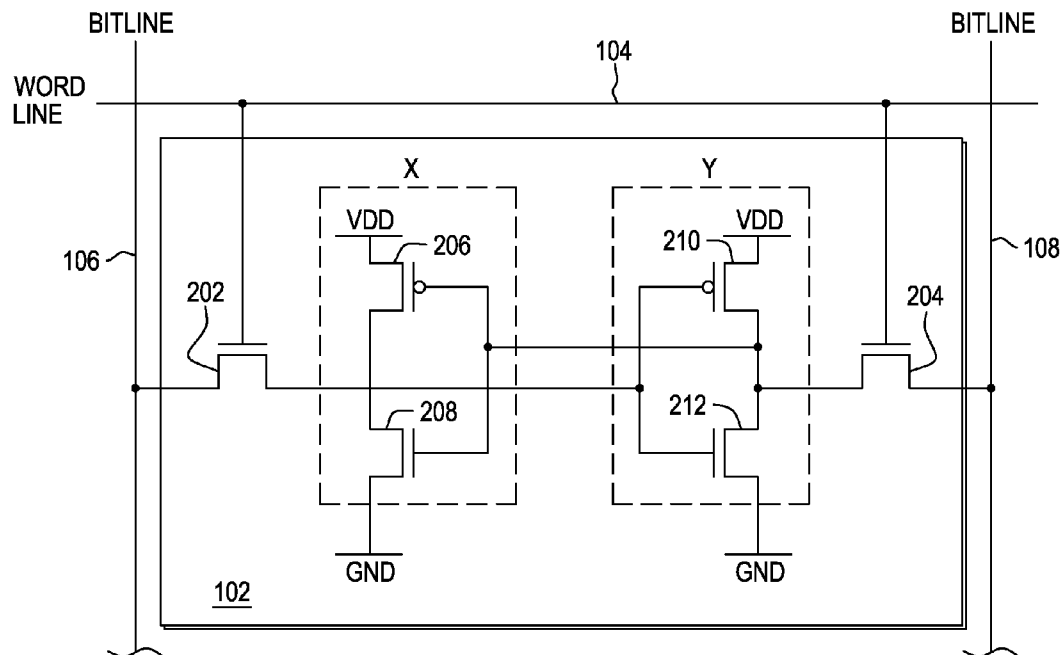 BITLINE
BITLINE
104
WORD
LINE
X
Y
VDD
VDD
206
210
106
108
202
204
208
212
GND
GND
102